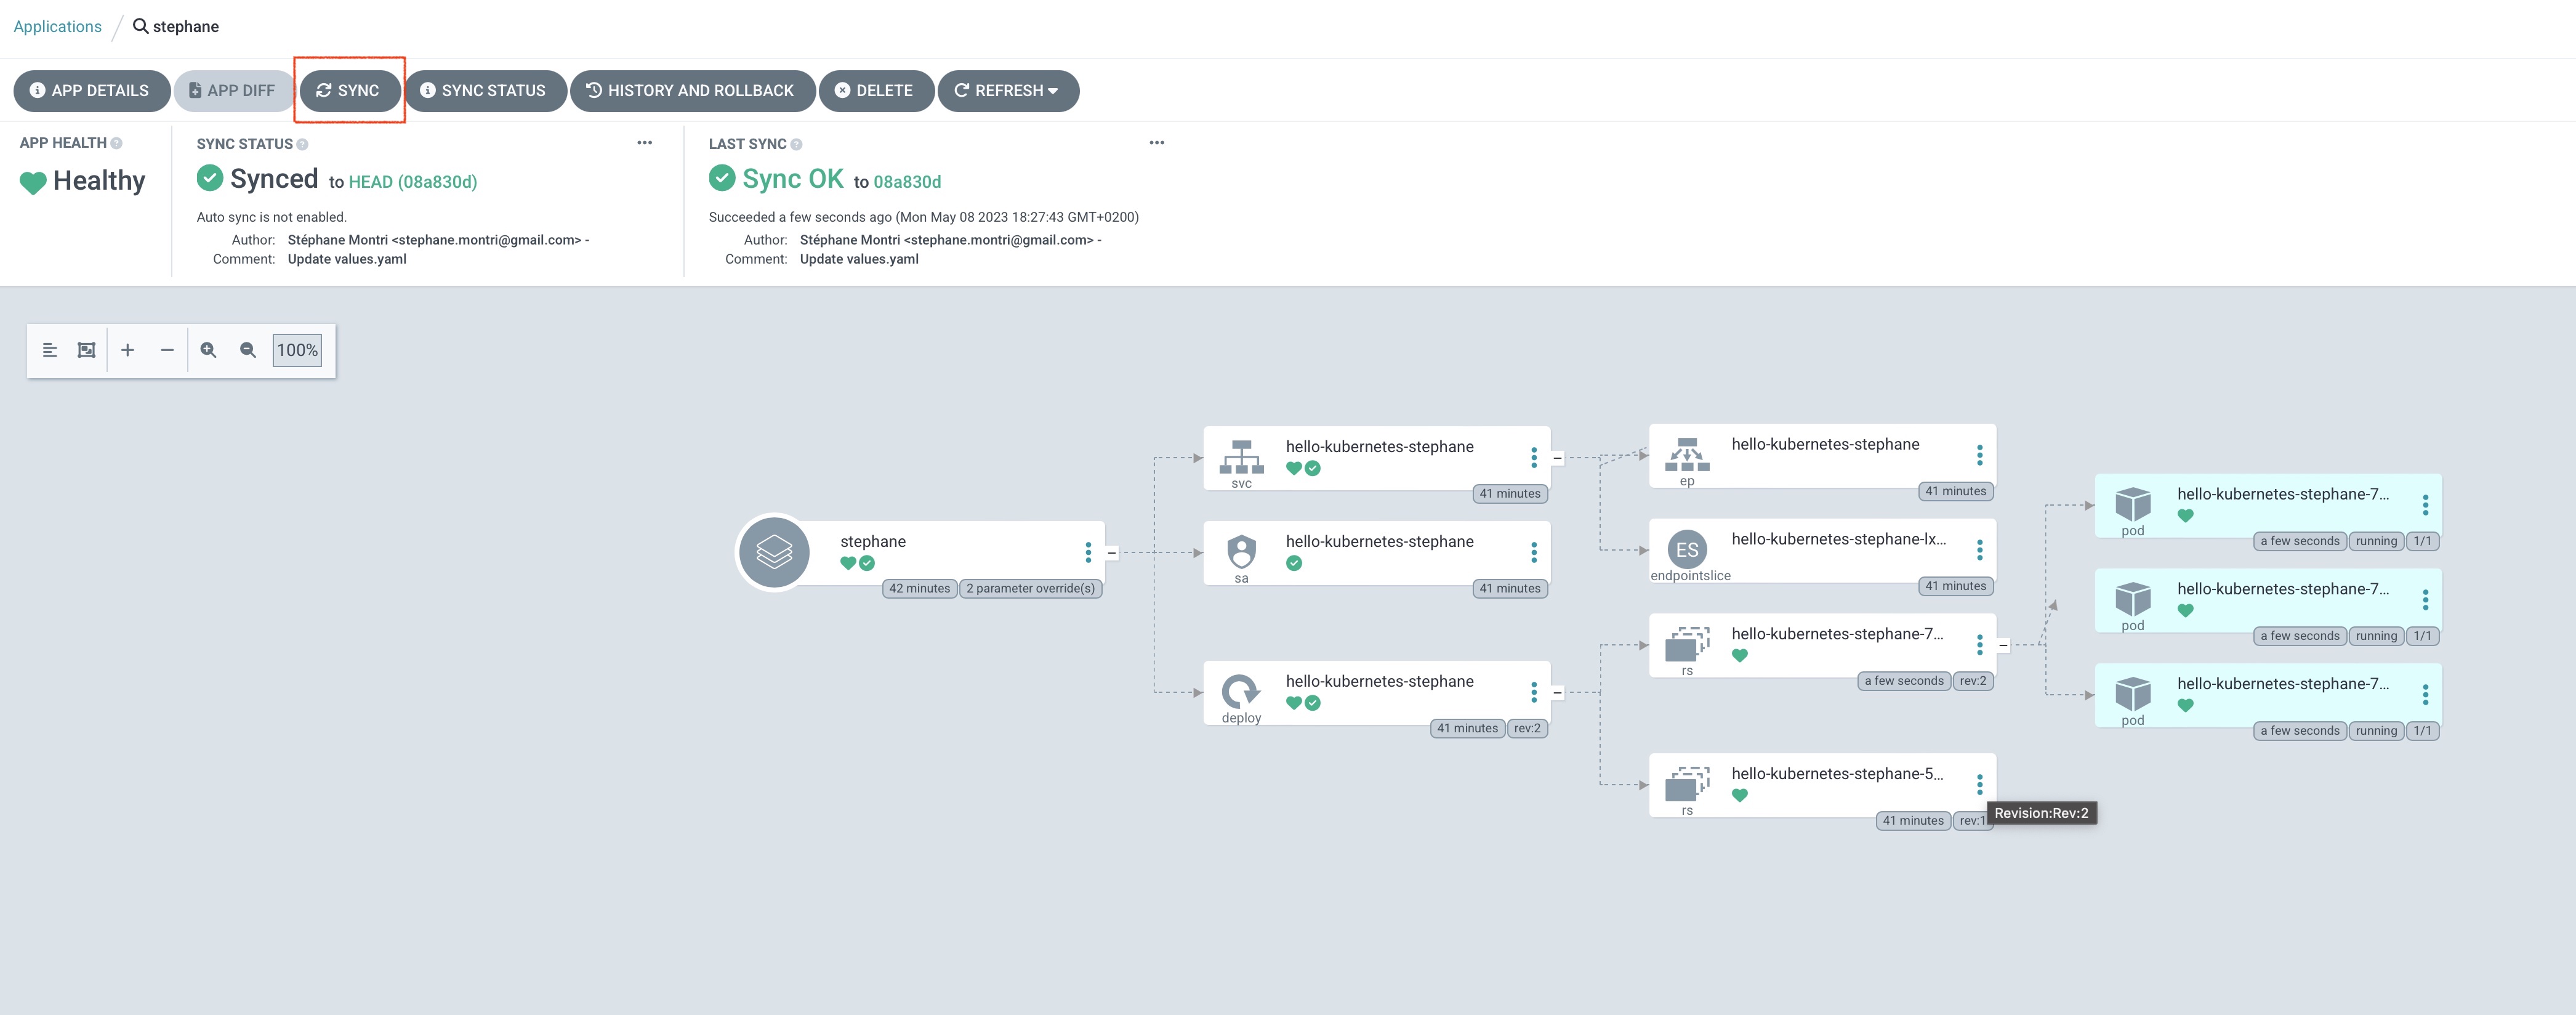 Applications / stephane
APP DETAILS
APP DIFF
SYNC
SYNC STATUS
HISTORY AND ROLLBACK
DELETE
REFRESH
APP HEALTH
Healthy
SYNC STATUS
Synced to HEAD (08a830d)
Auto sync is not enabled.
Author: Stéphane Montri <stephane.montri@gmail.com> -
Comment: Update values.yaml
LAST SYNC
Sync OK to 08a830d
Succeeded a few seconds ago (Mon May 08 2023 18:27:43 GMT+0200)
Author: Stéphane Montri <stephane.montri@gmail.com> -
Comment: Update values.yaml
100%
stephane
42 minutes
2 parameter override(s)
hello-kubernetes-stephane
svc
41 minutes
hello-kubernetes-stephane
sa
41 minutes
hello-kubernetes-stephane
deploy
41 minutes
rev:2
hello-kubernetes-stephane
ep
41 minutes
ES
hello-kubernetes-stephane-lx...
endpointslice
41 minutes
hello-kubernetes-stephane-7...
rs
a few seconds
rev:2
hello-kubernetes-stephane-5...
rs
41 minutes
rev:1
Revision:Rev:2
hello-kubernetes-stephane-7...
pod
a few seconds
running
1/1
hello-kubernetes-stephane-7...
pod
a few seconds
running
1/1
hello-kubernetes-stephane-7...
pod
a few seconds
running
1/1